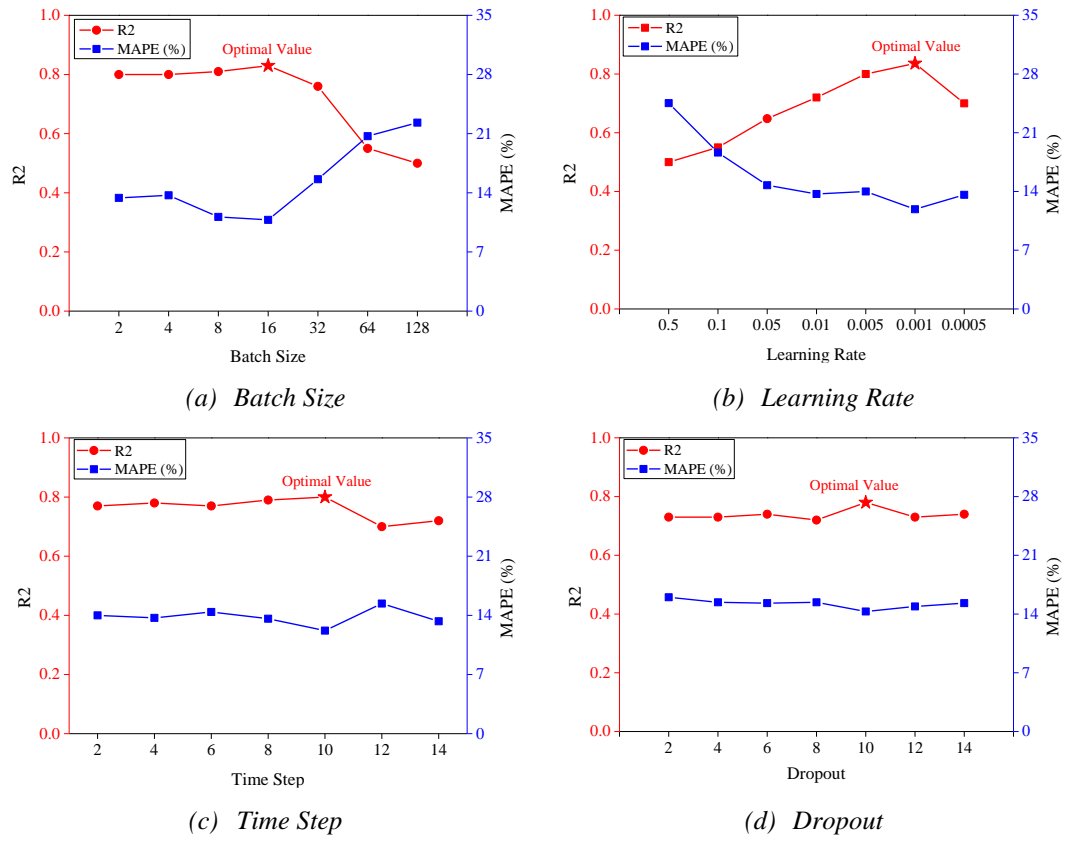 R2
MAPE (%)
Optimal Value
1.0
0.8
0.6
0.4
0.2
0.0
R2
35
28
21
14
7
0
MAPE (%)
2 4 8 16 32 64 128
Batch Size
(a) Batch Size
R2
MAPE (%)
Optimal Value
1.0
0.8
0.6
0.4
0.2
0.0
R2
35
28
21
14
7
0
MAPE (%)
0.5 0.1 0.05 0.01 0.005 0.001 0.0005
Learning Rate
(b) Learning Rate
R2
MAPE (%)
Optimal Value
1.0
0.8
0.6
0.4
0.2
0.0
R2
35
28
21
14
7
0
MAPE (%)
2 4 6 8 10 12 14
Time Step
(c) Time Step
R2
MAPE (%)
Optimal Value
1.0
0.8
0.6
0.4
0.2
0.0
R2
35
28
21
14
7
0
MAPE (%)
2 4 6 8 10 12 14
Dropout
(d) Dropout